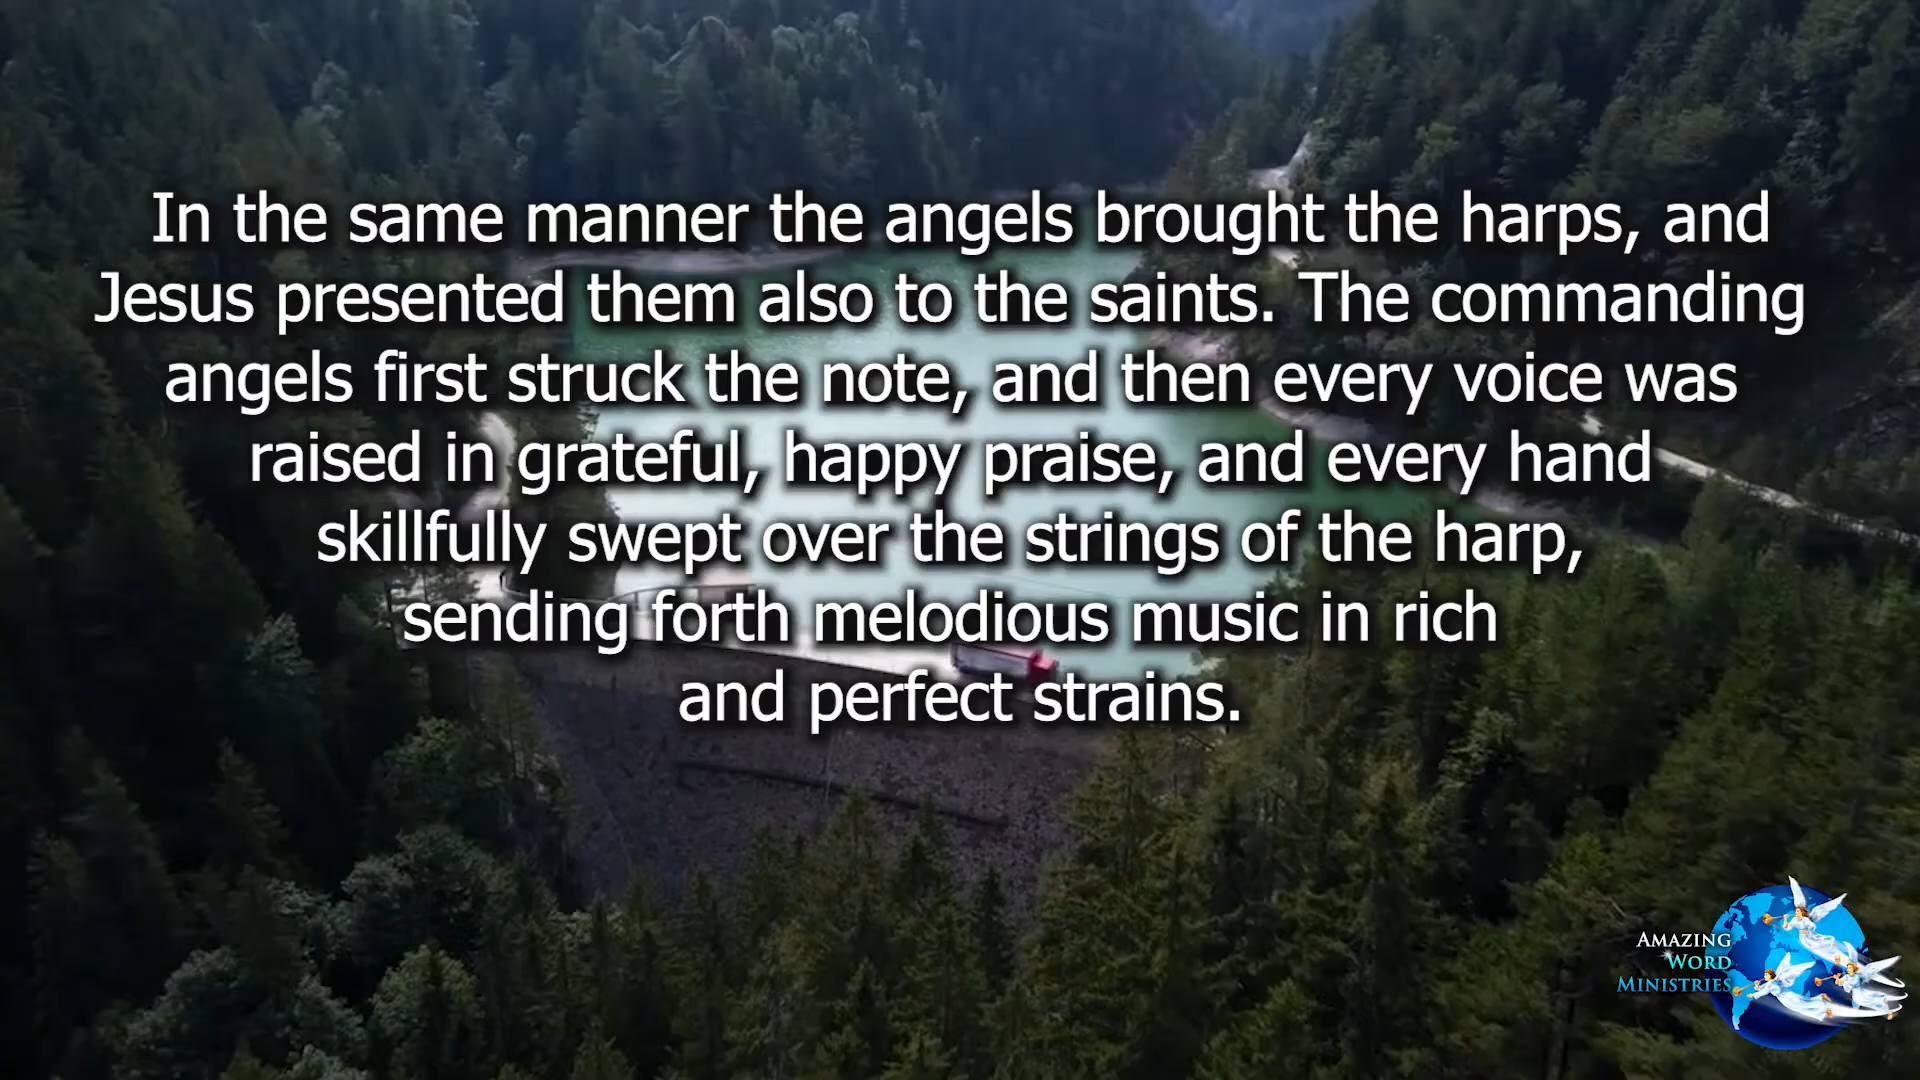 In the same manner the angels brought the harps, and
Jesus presented them also to the saints. The commanding
angels first struck the note, and then every voice was
raised in grateful, happy praise, and every hand
skillfully swept over the strings of the harp,
sending forth melodious music in rich
and perfect strains.
AMAZING
WORD
MINISTRIES